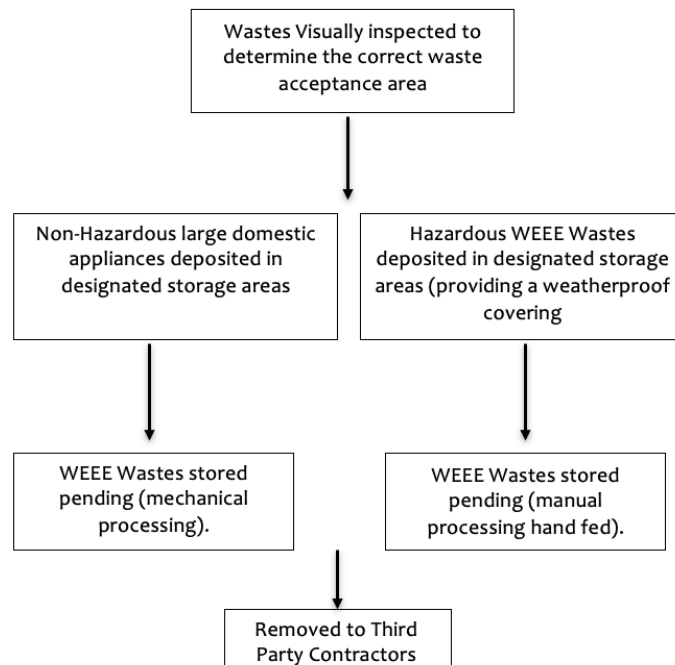 Wastes Visually inspected to
determine the correct waste
acceptance area
Non-Hazardous large domestic
appliances deposited in
designated storage areas
Hazardous WEEE Wastes
deposited in designated storage
areas (providing a weatherproof
covering
WEEE Wastes stored
pending (mechanical
processing).
WEEE Wastes stored
pending (manual
processing hand fed).
Removed to Third
Party Contractors